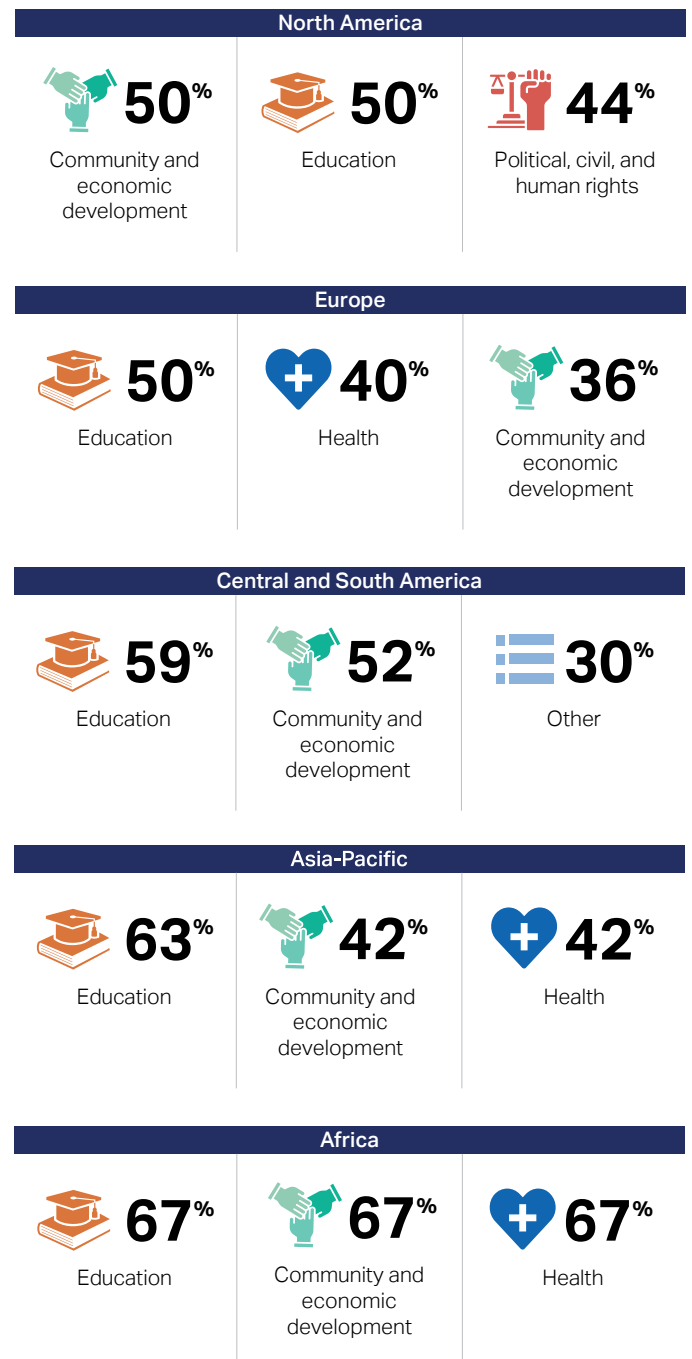 North America
50%
Community and
economic
development
50%
Education
44%
Political, civil, and
human rights
Europe
50%
Education
40%
Health
36%
Community and
economic
development
Central and South America
59%
Education
52%
Community and
economic
development
30%
Other
Asia-Pacific
63%
Education
42%
Community and
economic
development
42%
Health
Africa
67%
Education
67%
Community and
economic
development
67%
Health